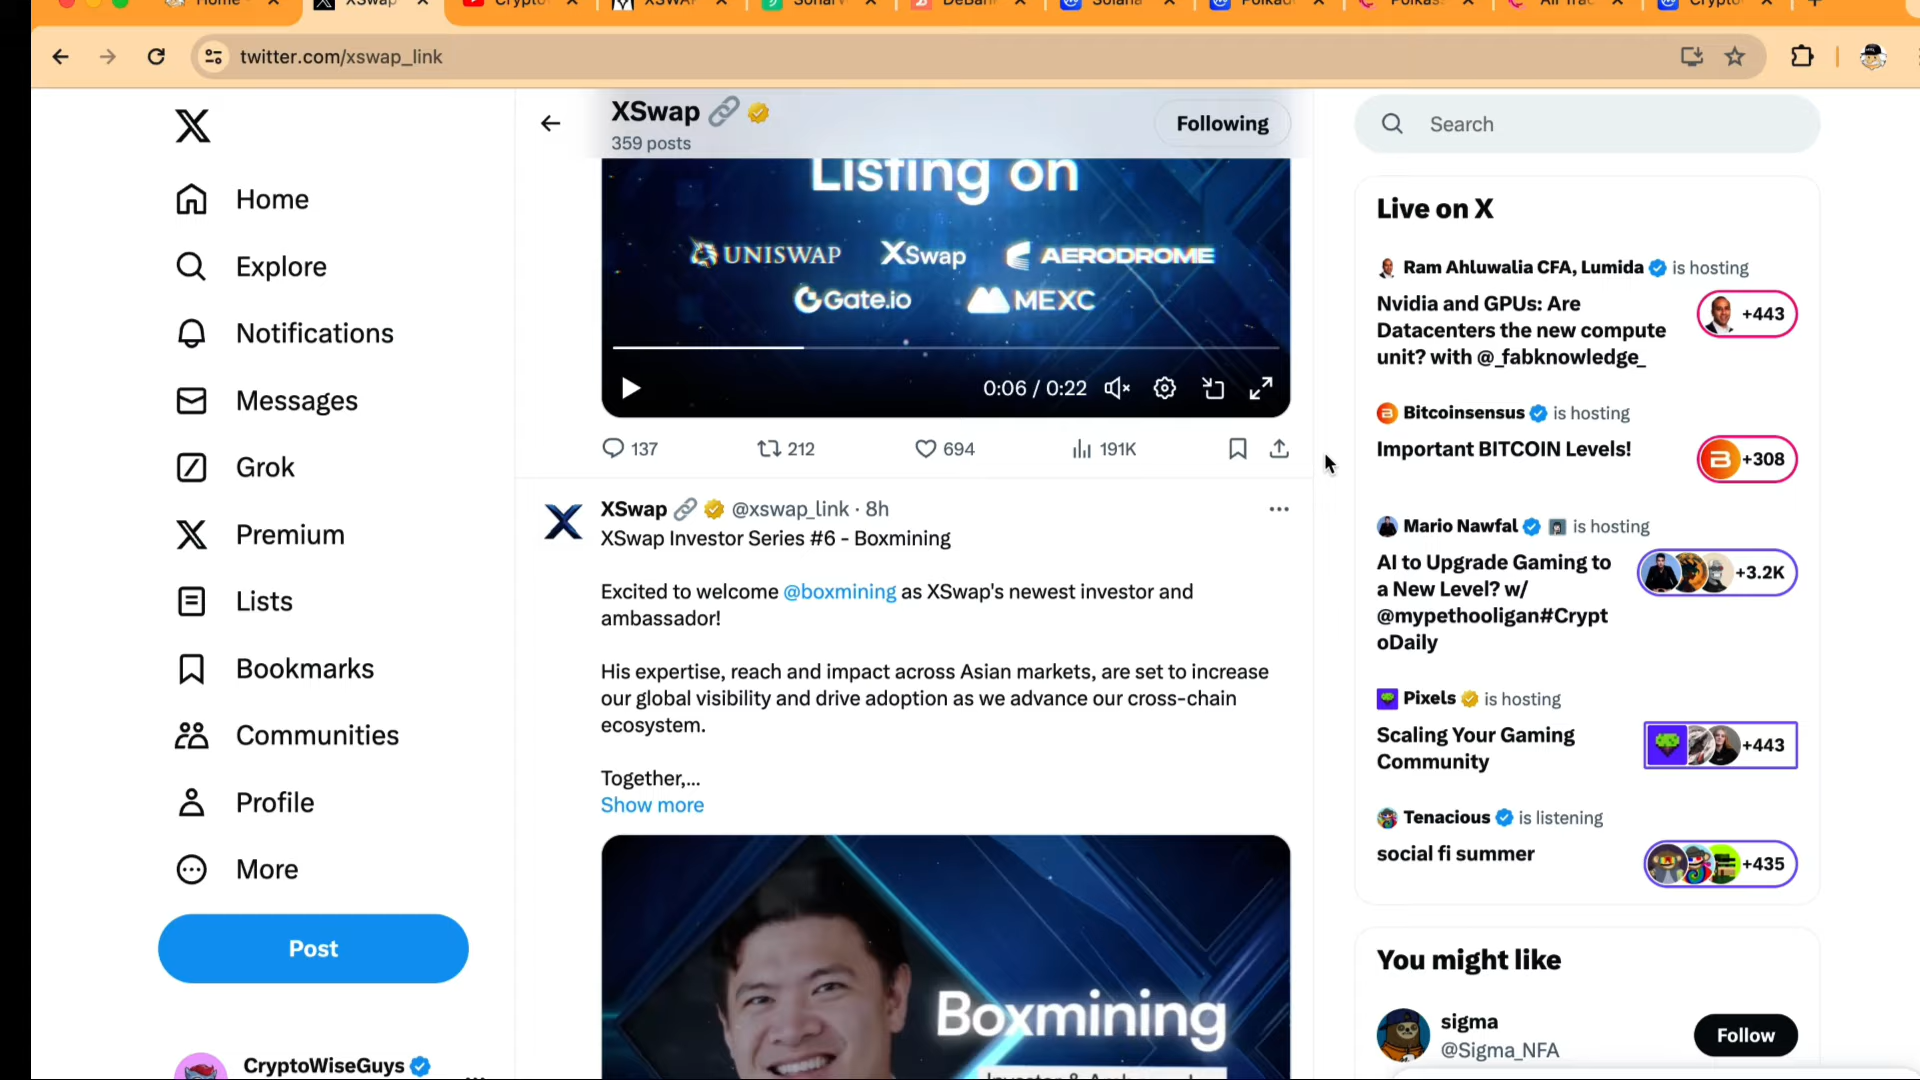 Home
XSwap
Crypto
XSWAP
DeBank
Solana
twitter.com/xswap_link
Home
Explore
Notifications
Messages
Grok
Premium
Lists
Bookmarks
Communities
Profile
More
Post
CryptoWiseGuys
XSwap
359 posts
Following
Listing on
UNISWAP XSwap AERODROME
Gate.io MEXC
0:06 / 0:22
137 212 694 191K
XSwap @xswap_link · 8h
XSwap Investor Series #6 - Boxmining
Excited to welcome @boxmining as XSwap's newest investor and
ambassador!
His expertise, reach and impact across Asian markets, are set to increase
our global visibility and drive adoption as we advance our cross-chain
ecosystem.
Together,...
Show more
Boxmining
Search
Live on X
Ram Ahluwalia CFA, Lumida is hosting
Nvidia and GPUs: Are
Datacenters the new compute
unit? with @_fabknowledge_
+443
Bitcoinsensus is hosting
Important BITCOIN Levels!
+308
Mario Nawfal is hosting
AI to Upgrade Gaming to
a New Level? w/
@mypethooligan#Crypt
oDaily
+3.2K
Pixels is hosting
Scaling Your Gaming
Community
+443
Tenacious is listening
social fi summer
+435
You might like
sigma
@Sigma_NFA
Follow